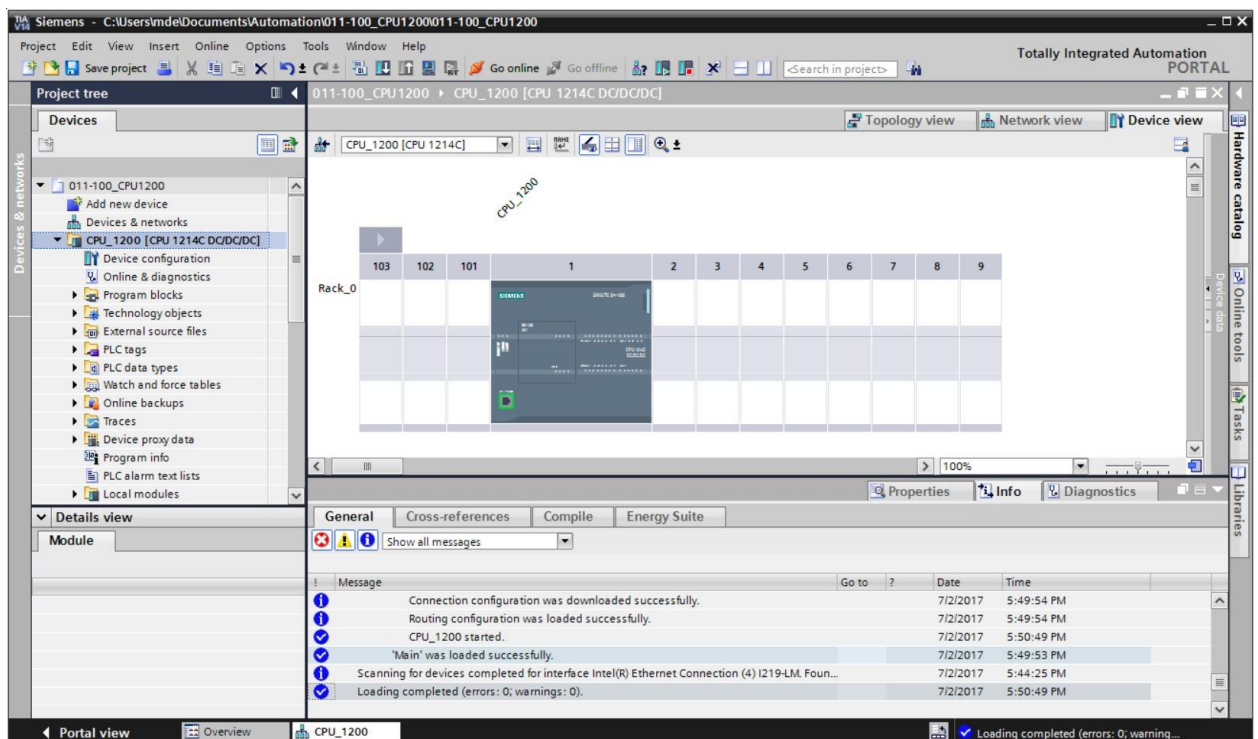 TIA V14
Siemens - C:\Users\mde\Documents\Automation\011-100_CPU1200\011-100_CPU1200
Project Edit View Insert Online Options Tools Window Help
Totally Integrated Automation
PORTAL
Save project Go online Go offline <Search in project>
Project tree
011-100_CPU1200 CPU_1200 [CPU 1214C DC/DC/DC]
Devices
Topology view Network view Device view
CPU_1200 [CPU 1214C]
Devices & networks
011-100_CPU1200
Add new device
Devices & networks
CPU_1200 [CPU 1214C DC/DC/DC]
Device configuration
Online & diagnostics
Program blocks
Technology objects
External source files
PLC tags
PLC data types
Watch and force tables
Online backups
Traces
Device proxy data
Program info
PLC alarm text lists
Local modules
CPU_1200
103 102 101 1 2 3 4 5 6 7 8 9
Rack_0
SIEMENS
100%
Device data
Hardware catalog
Online tools
Tasks
Libraries
Details view
Module
Properties Info Diagnostics
General Cross-references Compile Energy Suite
Show all messages
! Message Go to ? Date Time
Connection configuration was downloaded successfully. 7/2/2017 5:49:54 PM
Routing configuration was loaded successfully. 7/2/2017 5:49:54 PM
CPU_1200 started. 7/2/2017 5:50:49 PM
'Main' was loaded successfully. 7/2/2017 5:49:53 PM
Scanning for devices completed for interface Intel(R) Ethernet Connection (4) I219-LM. Foun... 7/2/2017 5:44:25 PM
Loading completed (errors: 0; warnings: 0). 7/2/2017 5:50:49 PM
Portal view Overview CPU_1200 Loading completed (errors: 0; warning...